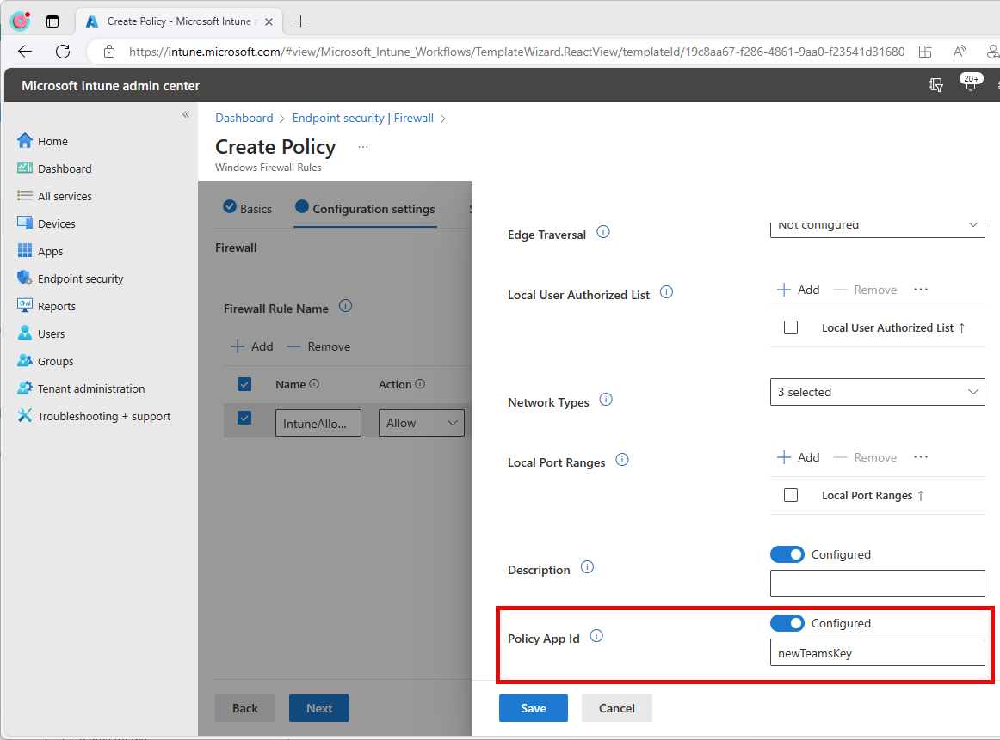 Create Policy - Microsoft Intune a
https://intune.microsoft.com/#view/Microsoft_Intune_Workflows/TemplateWizard.ReactView/templateId/19c8aa67-f286-4861-9aa0-f23541d31680
Microsoft Intune admin center
20+
Home
Dashboard
All services
Devices
Apps
Endpoint security
Reports
Users
Groups
Tenant administration
Troubleshooting + support
Dashboard > Endpoint security | Firewall >
Create Policy ...
Windows Firewall Rules
Basics
Configuration settings
Firewall
Firewall Rule Name
+ Add — Remove
Name
Action
IntuneAllo...
Allow
Back
Next
Edge Traversal
Not configured
Local User Authorized List
+ Add — Remove ...
Local User Authorized List ↑
Network Types
3 selected
Local Port Ranges
+ Add — Remove ...
Local Port Ranges ↑
Description
Configured
Policy App Id
Configured
newTeamsKey
Save
Cancel